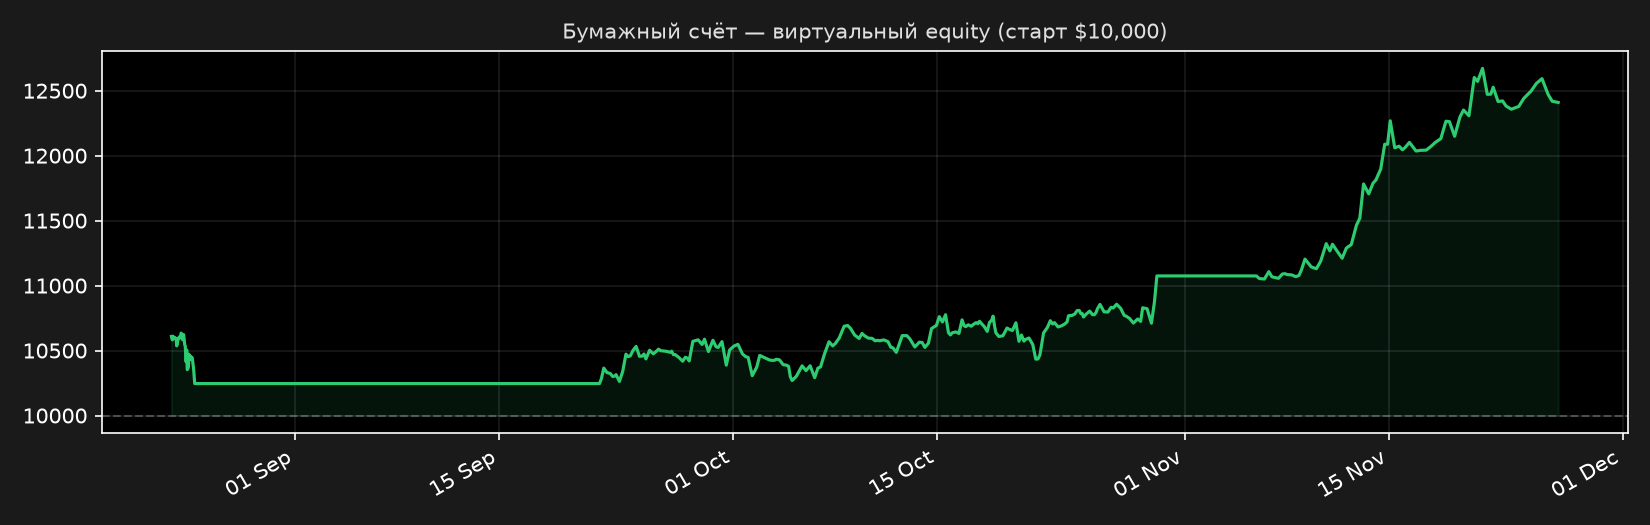 Бумажный счёт — виртуальный equity (старт $10,000)
12500
12000
11500
11000
10500
10000
01 Sep
15 Sep
01 Oct
15 Oct
01 Nov
15 Nov
01 Dec